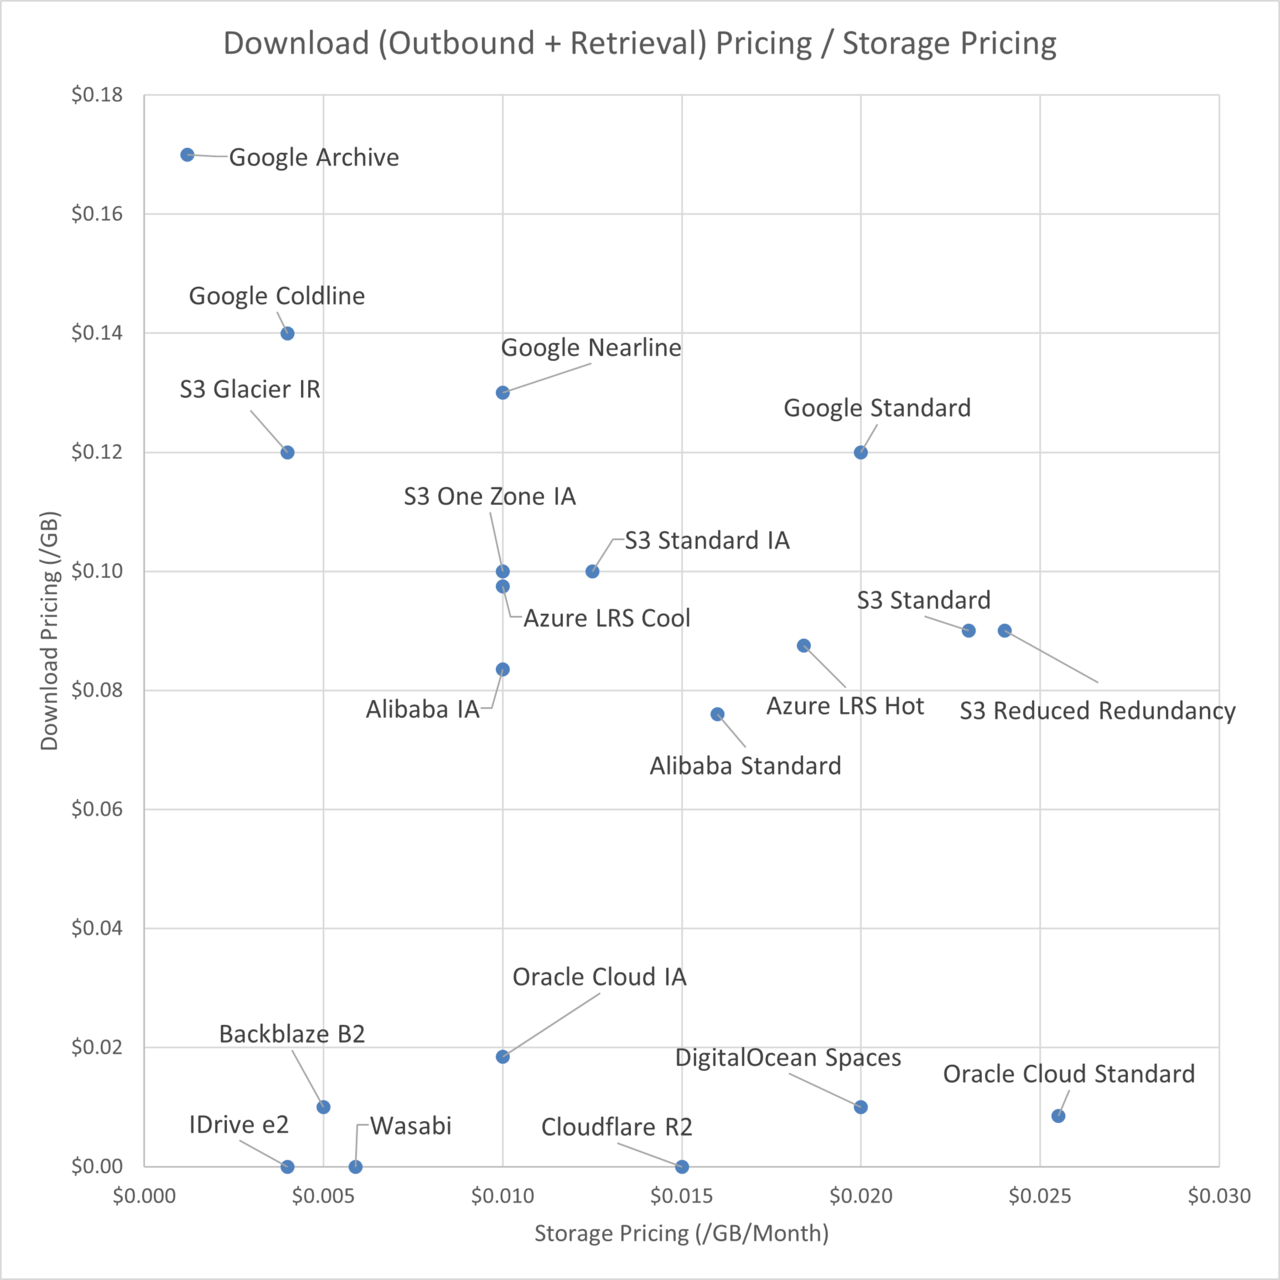 Download (Outbound + Retrieval) Pricing / Storage Pricing
$0.18
Google Archive
$0.16
Google Coldline
$0.14
Google Nearline
S3 Glacier IR
Google Standard
$0.12
S3 One Zone IA
S3 Standard IA
$0.10
S3 Standard
Azure LRS Cool
Download Pricing (/GB)
$0.08
Alibaba IA
Azure LRS Hot
S3 Reduced Redundancy
Alibaba Standard
$0.06
$0.04
Oracle Cloud IA
Backblaze B2
$0.02
DigitalOcean Spaces
Oracle Cloud Standard
IDrive e2
Wasabi
Cloudflare R2
$0.00
$0.000
$0.005
$0.010
$0.015
$0.020
$0.025
$0.030
Storage Pricing (/GB/Month)